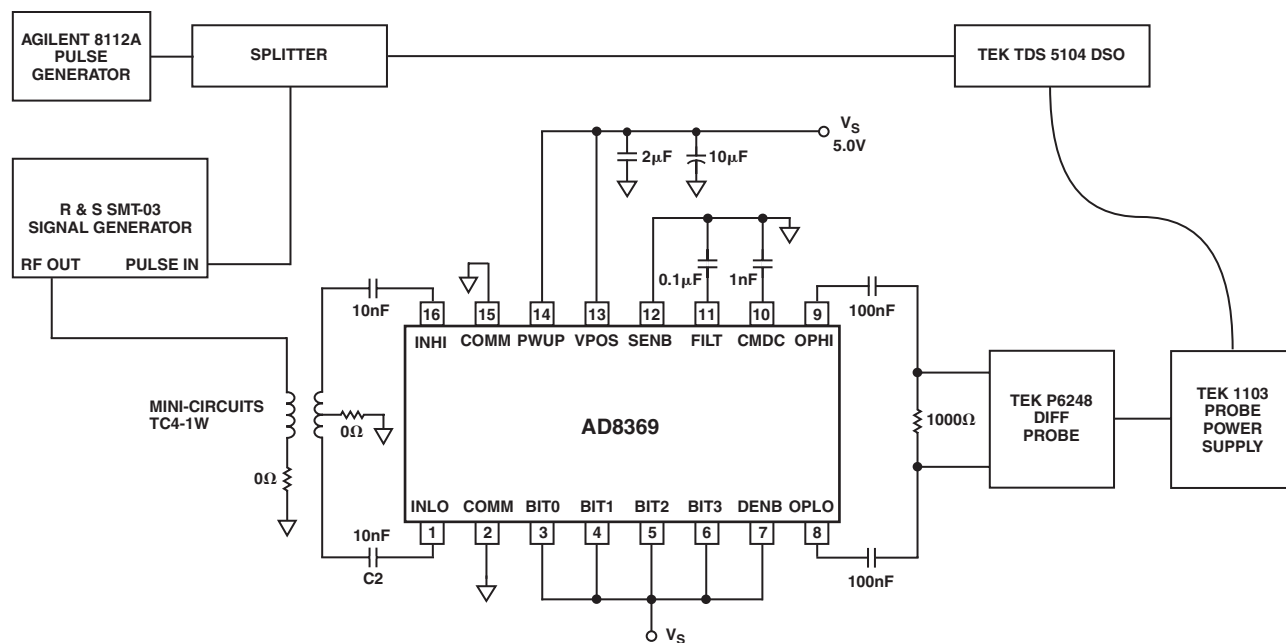 AGILENT 8112A
PULSE
GENERATOR
SPLITTER
TEK TDS 5104 DSO
R & S SMT-03
SIGNAL GENERATOR
RF OUT
PULSE IN
VS
5.0V
2μF
10μF
0.1μF
1nF
10nF
100nF
16
15
14
13
12
11
10
9
INHI
COMM
PWUP
VPOS
SENB
FILT
CMDC
OPHI
MINI-CIRCUITS
TC4-1W
0Ω
0Ω
AD8369
1000Ω
TEK P6248
DIFF
PROBE
TEK 1103
PROBE
POWER
SUPPLY
INLO
COMM
BIT0
BIT1
BIT2
BIT3
DENB
OPLO
1
2
3
4
5
6
7
8
10nF
C2
100nF
VS